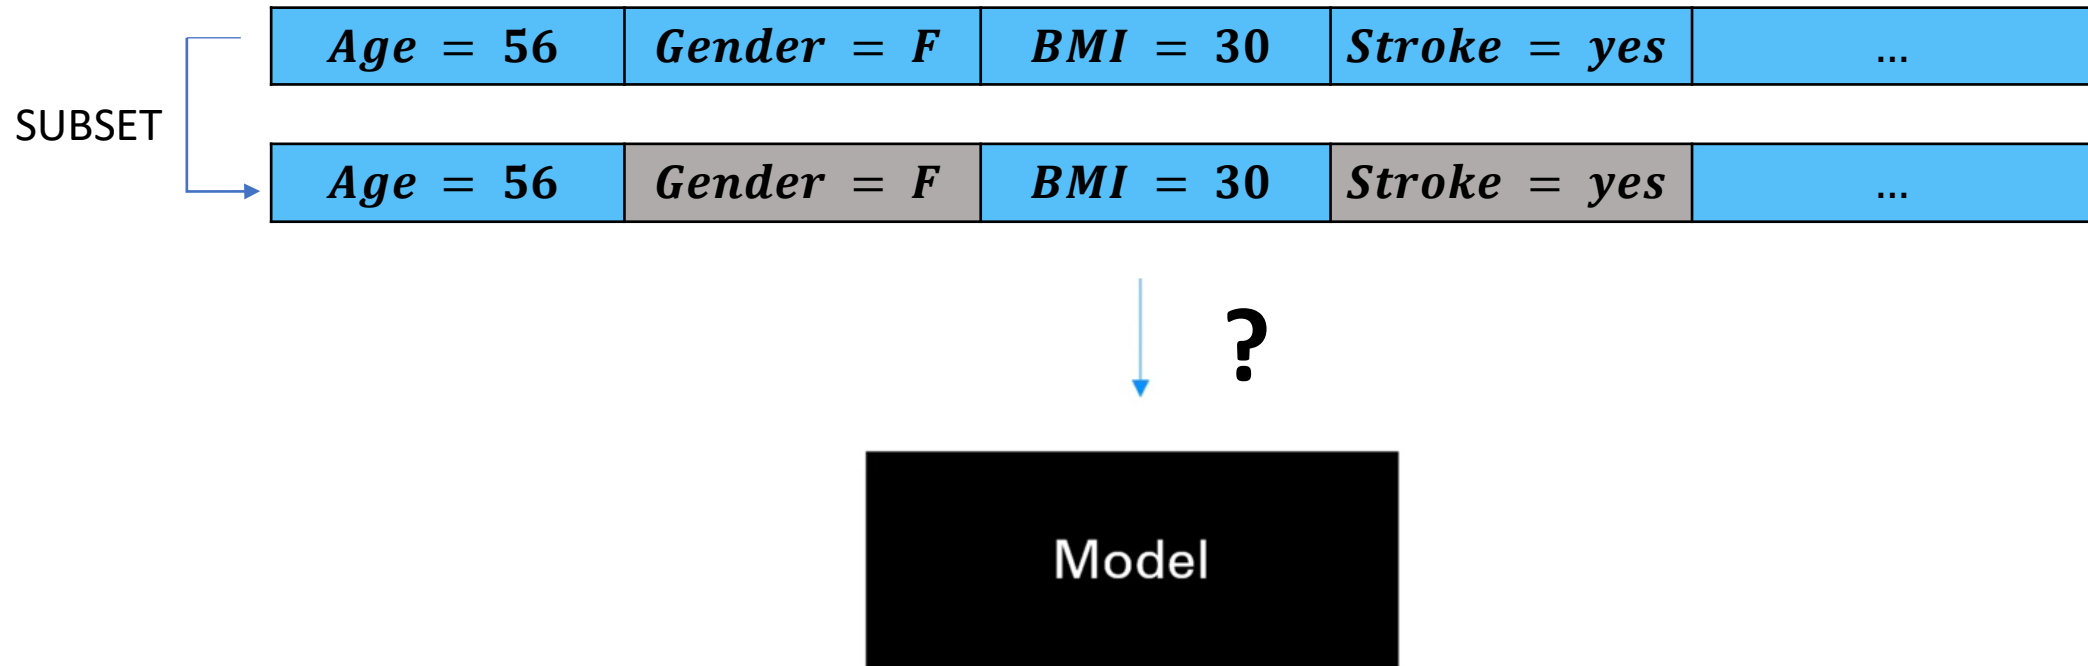 Age = 56 Gender = F BMI = 30 Stroke = yes ...
SUBSET
Age = 56 Gender = F BMI = 30 Stroke = yes ...
?
Model